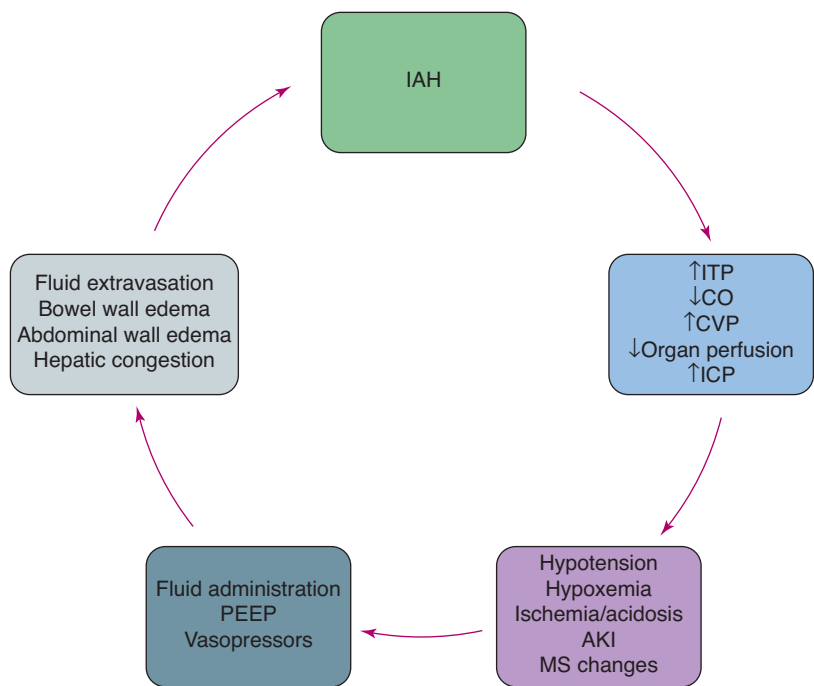 IAH
↑ITP
↓CO
↑CVP
↓Organ perfusion
↑ICP
Hypotension
Hypoxemia
Ischemia/acidosis
AKI
MS changes
Fluid administration
PEEP
Vasopressors
Fluid extravasation
Bowel wall edema
Abdominal wall edema
Hepatic congestion